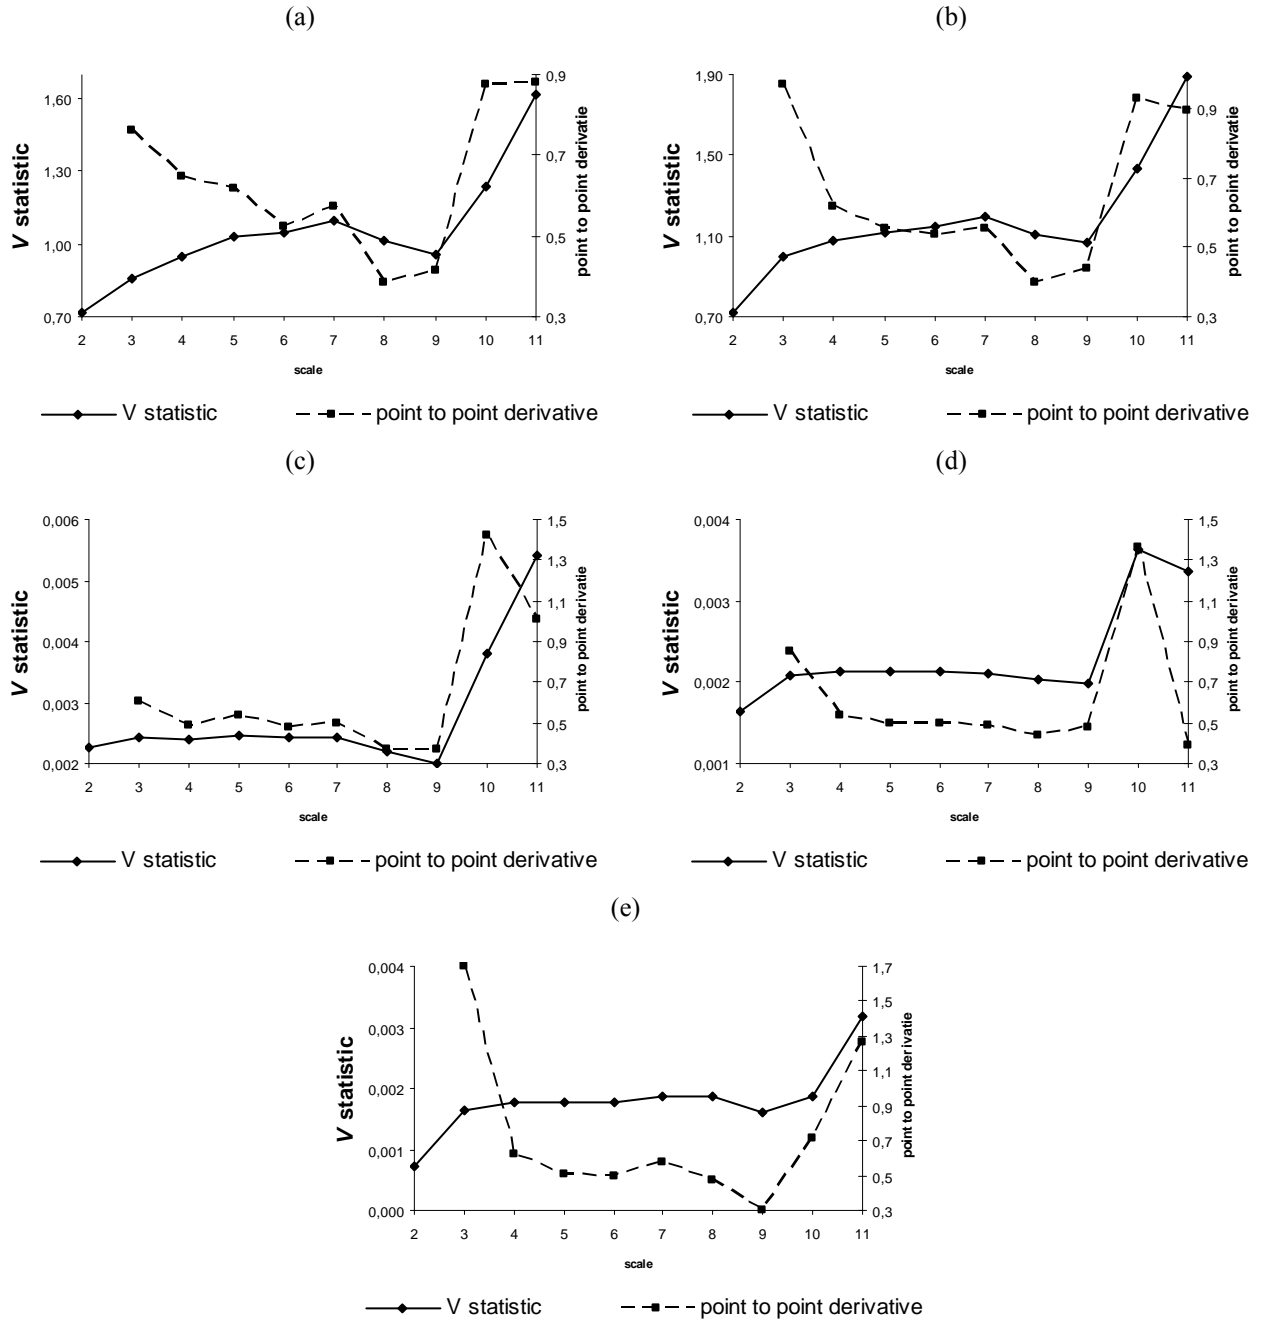 (a)
(b)
V statistic
1,60
1,30
1,00
0,70
0,9
0,7
0,5
0,3
point to point derivatie
2 3 4 5 6 7 8 9 10 11
scale
V statistic
point to point derivative
V statistic
1,90
1,50
1,10
0,70
0,9
0,7
0,5
0,3
point to point derivatie
2 3 4 5 6 7 8 9 10 11
scale
V statistic
point to point derivative
(c)
(d)
V statistic
0,006
0,005
0,004
0,003
0,002
1,5
1,3
1,1
0,9
0,7
0,5
0,3
point to point derivatie
2 3 4 5 6 7 8 9 10 11
scale
V statistic
point to point derivative
V statistic
0,004
0,003
0,002
0,001
1,5
1,3
1,1
0,9
0,7
0,5
0,3
point to point derivatie
2 3 4 5 6 7 8 9 10 11
scale
V statistic
point to point derivative
(e)
V statistic
0,004
0,003
0,002
0,001
0,000
1,7
1,5
1,3
1,1
0,9
0,7
0,5
0,3
point to point derivatie
2 3 4 5 6 7 8 9 10 11
scale
V statistic
point to point derivative